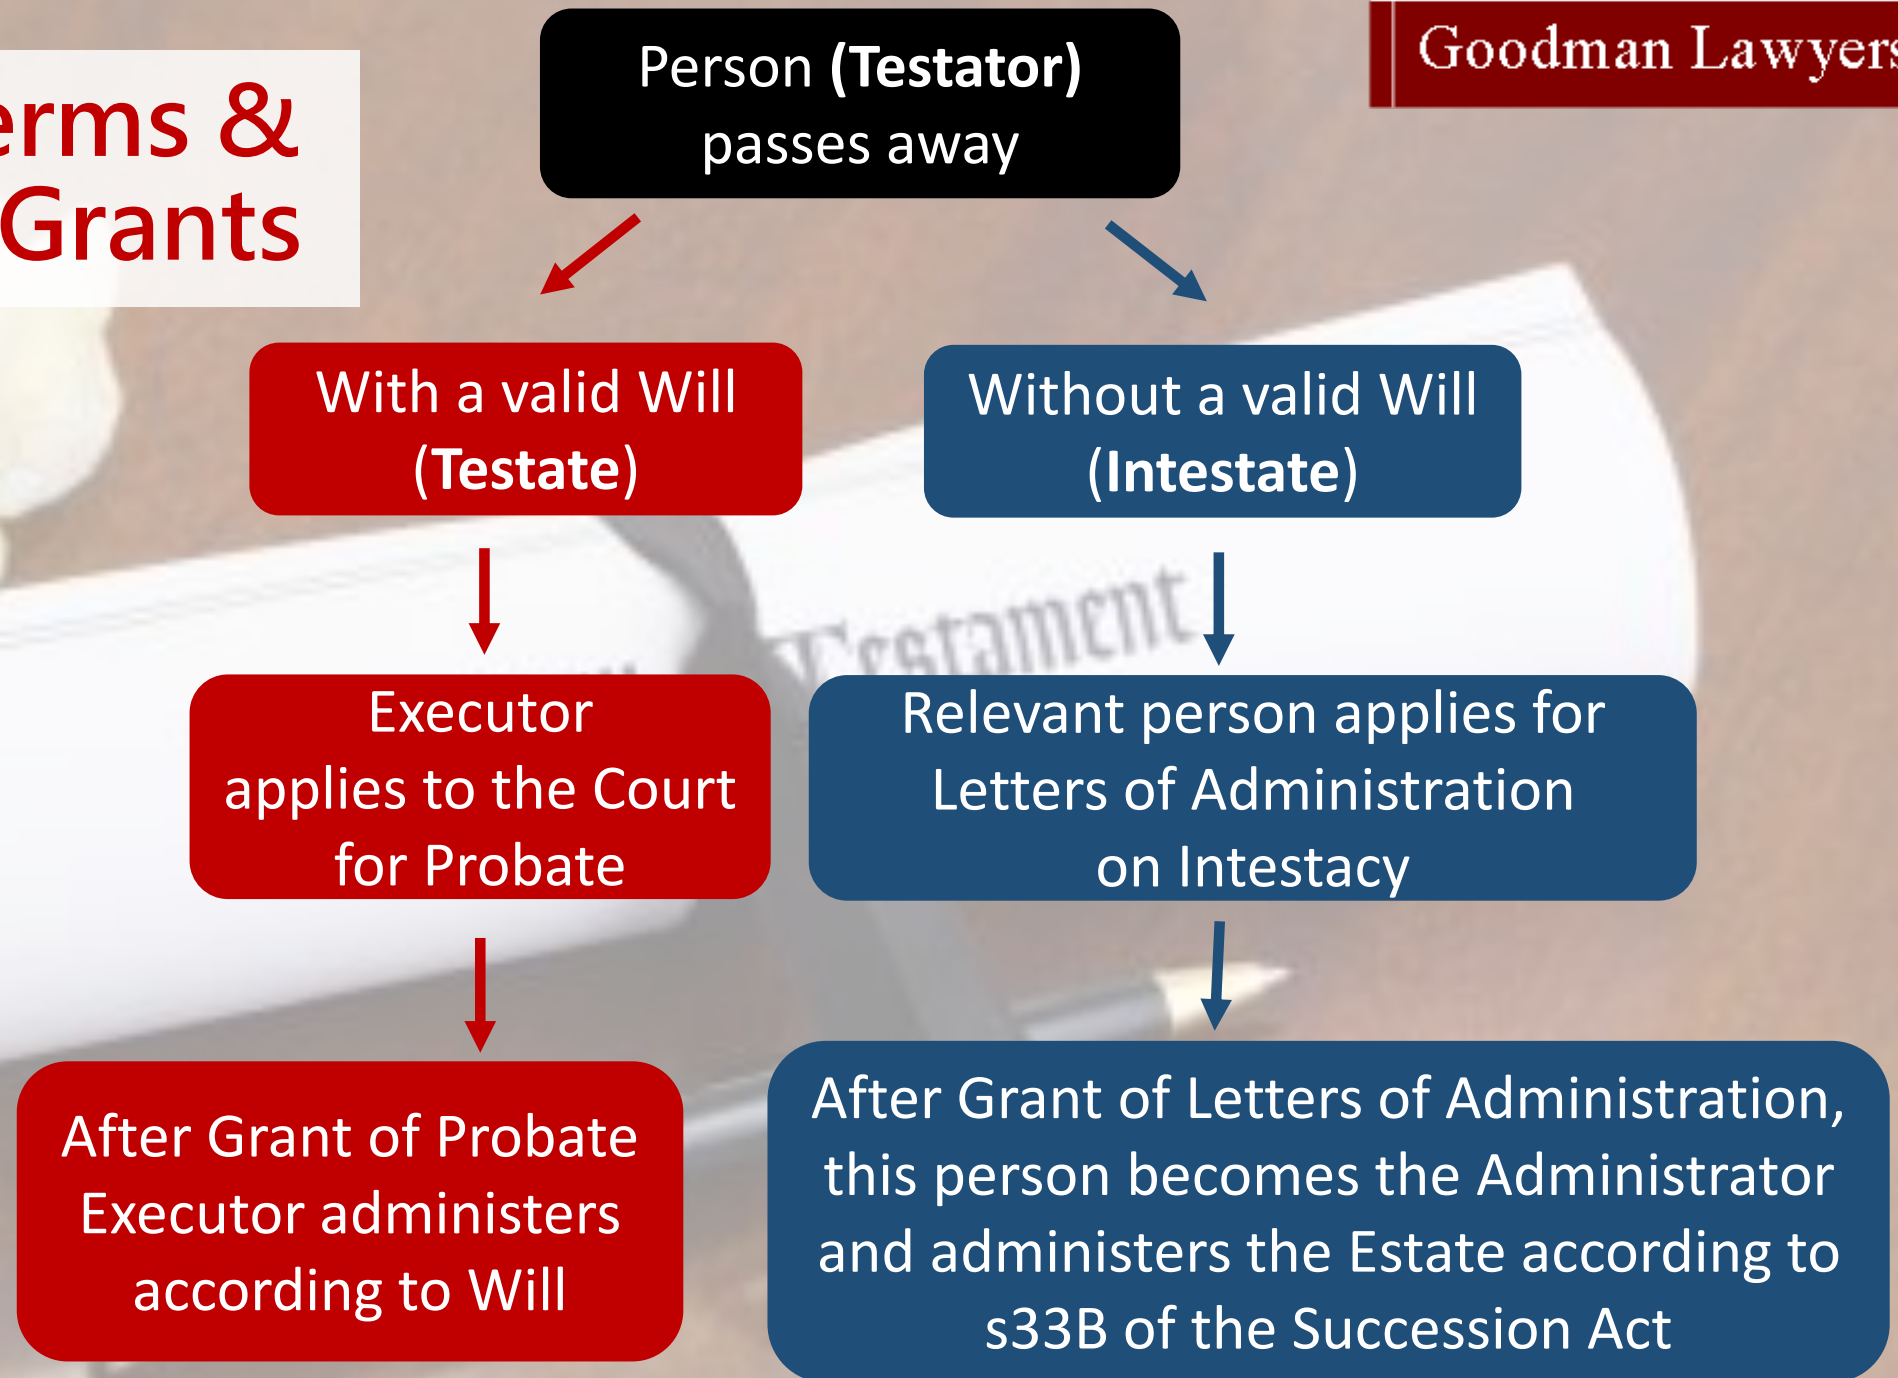 erms &
Grants
Goodman Lawyers
Person (Testator)
passes away
With a valid Will
(Testate)
Without a valid Will
(Intestate)
Testament
Executor
applies to the Court
for Probate
Relevant person applies for
Letters of Administration
on Intestacy
After Grant of Probate
Executor administers
according to Will
After Grant of Letters of Administration,
this person becomes the Administrator
and administers the Estate according to
s33B of the Succession Act